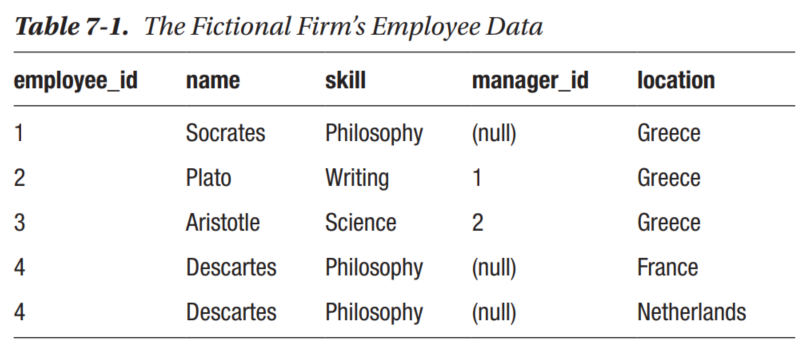 Table 7-1. The Fictional Firm’s Employee Data
employee_id name skill manager_id location
1 Socrates Philosophy (null) Greece
2 Plato Writing 1 Greece
3 Aristotle Science 2 Greece
4 Descartes Philosophy (null) France
4 Descartes Philosophy (null) Netherlands